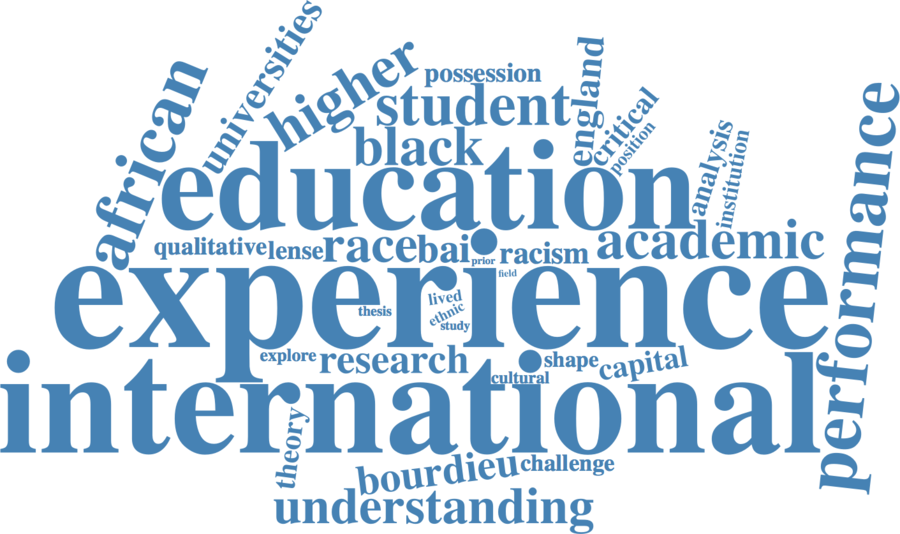 universities
higher
possession
african
student
england
critical
position
black
education
analysis
institution
qualitative
lense
race
bai
prior
racism
academic
performance
experience
field
lived
ethnic
study
thesis
explore
research
shape
capital
cultural
international
theory
bourdieu
challenge
understanding